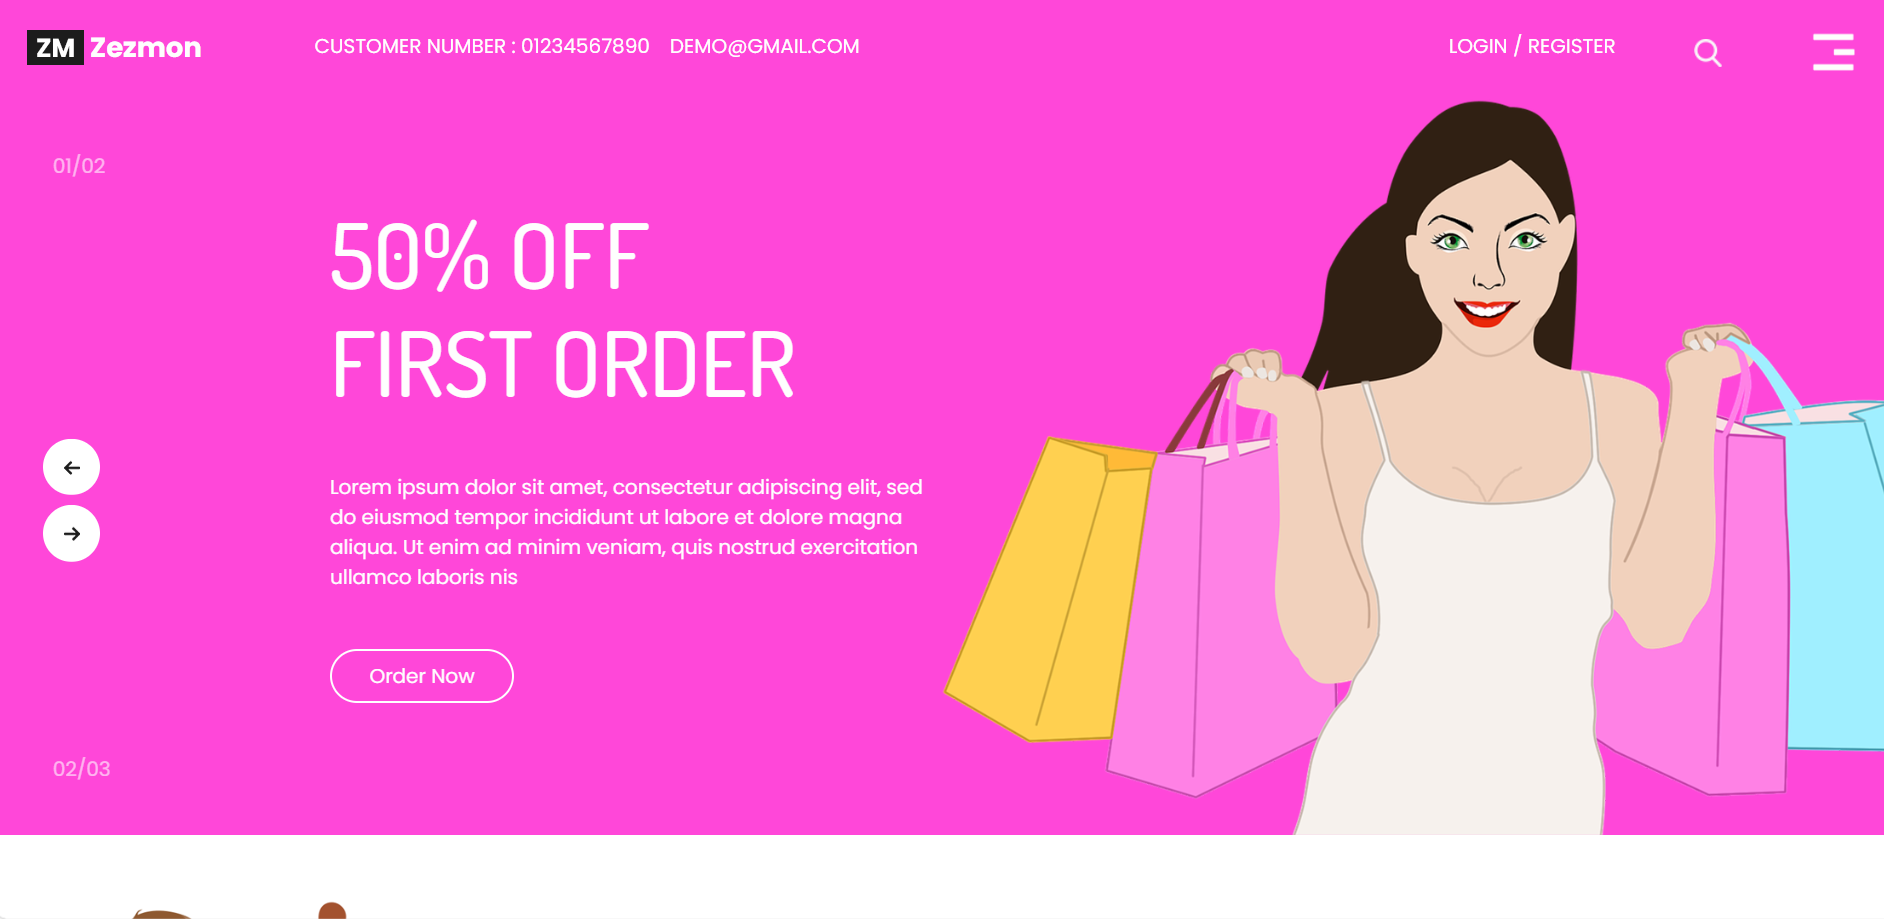 ZM Zezmon
CUSTOMER NUMBER : 01234567890 DEMO@GMAIL.COM
LOGIN / REGISTER
01/02
50% OFF
FIRST ORDER
Lorem ipsum dolor sit amet, consectetur adipiscing elit, sed
do eiusmod tempor incididunt ut labore et dolore magna
aliqua. Ut enim ad minim veniam, quis nostrud exercitation
ullamco laboris nis
Order Now
02/03